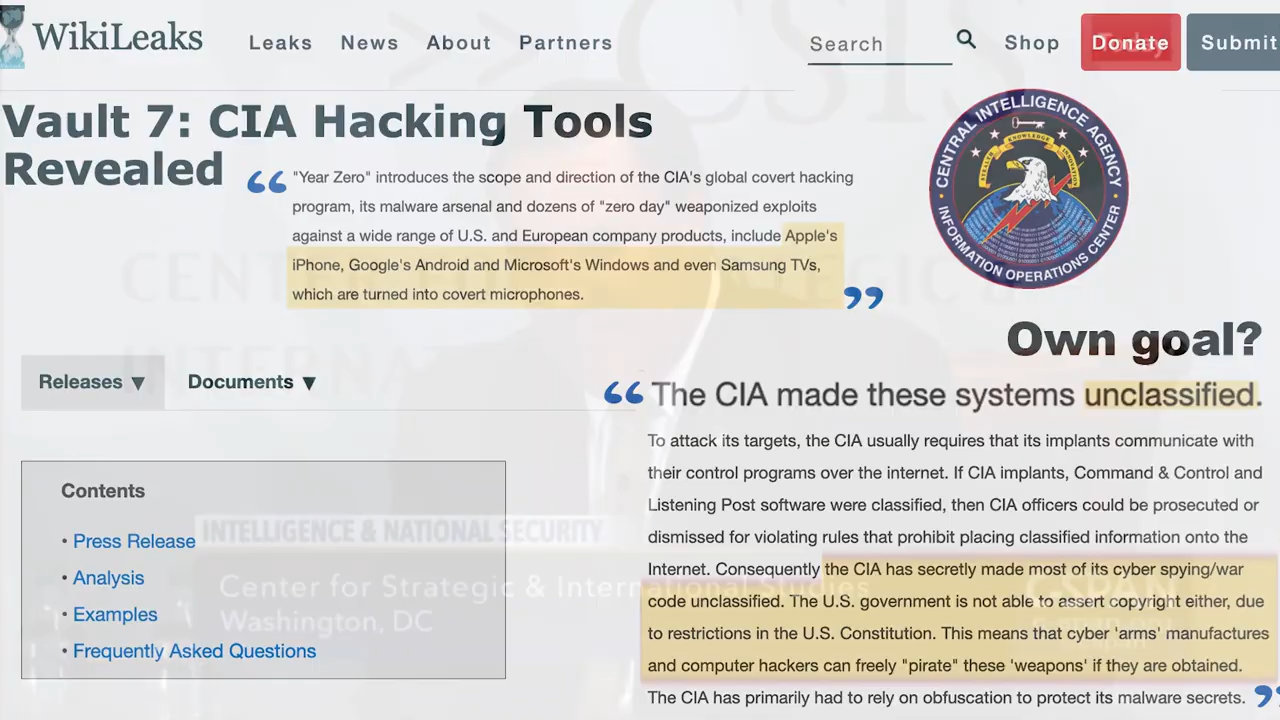 WikiLeaks Leaks News About Partners Search Shop Donate Submit
Vault 7: CIA Hacking Tools
Revealed
“ "Year Zero" introduces the scope and direction of the CIA's global covert hacking
program, its malware arsenal and dozens of "zero day" weaponized exploits
against a wide range of U.S. and European company products, include Apple's
iPhone, Google's Android and Microsoft's Windows and even Samsung TVs,
which are turned into covert microphones. ”
CENTRAL INTELLIGENCE AGENCY
INFORMATION OPERATIONS CENTER
Own goal?
Releases ▼ Documents ▼
“ The CIA made these systems unclassified.
To attack its targets, the CIA usually requires that its implants communicate with
their control programs over the internet. If CIA implants, Command & Control and
Listening Post software were classified, then CIA officers could be prosecuted or
dismissed for violating rules that prohibit placing classified information onto the
Internet. Consequently the CIA has secretly made most of its cyber spying/war
code unclassified. The U.S. government is not able to assert copyright either, due
to restrictions in the U.S. Constitution. This means that cyber 'arms' manufactures
and computer hackers can freely "pirate" these 'weapons' if they are obtained.
The CIA has primarily had to rely on obfuscation to protect its malware secrets. ”
Contents
• Press Release
• Analysis
• Examples
• Frequently Asked Questions
CSIS
INTELLIGENCE & NATIONAL SECURITY
Center for Strategic & International Studies
Washington, DC